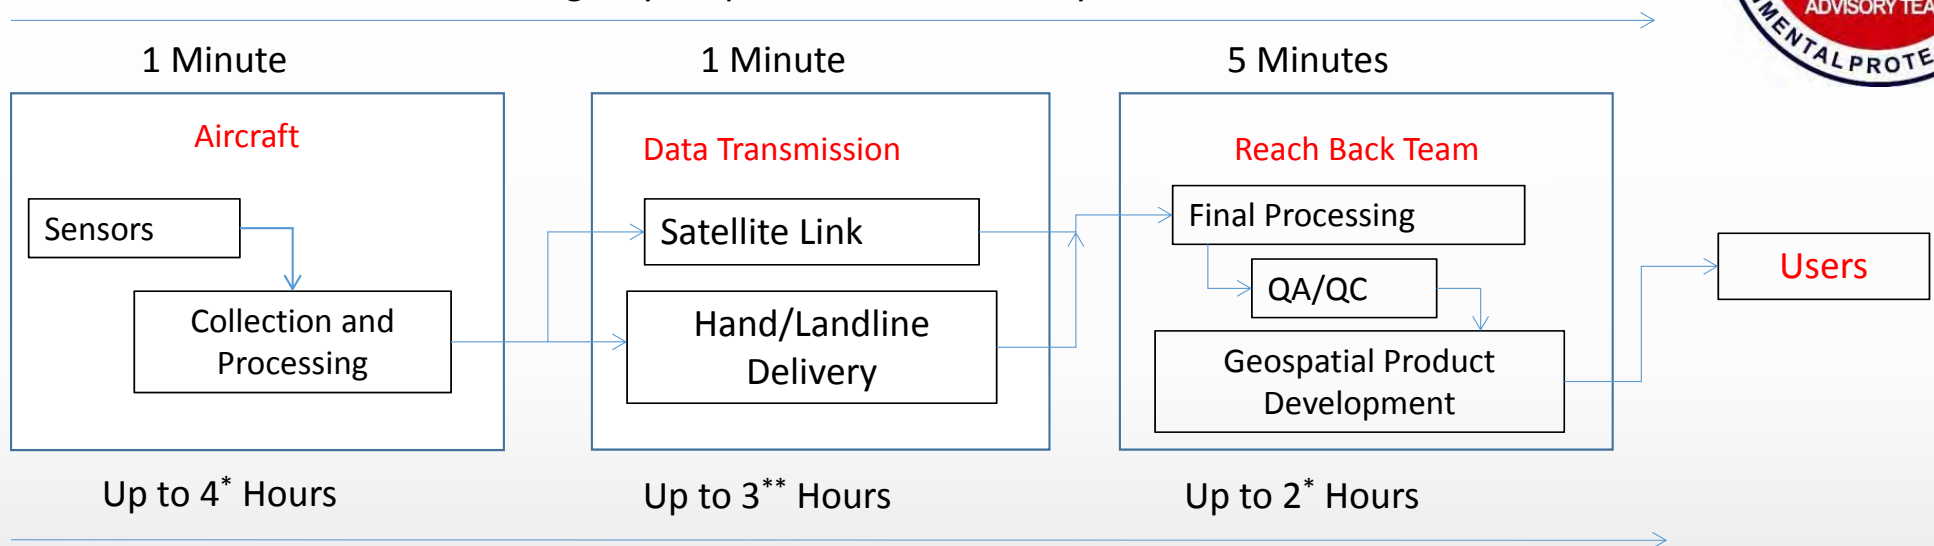 ADVISORY TEA
MENTAL PROTE
1 Minute
1 Minute
5 Minutes
Aircraft
Data Transmission
Reach Back Team
Sensors
Satellite Link
Final Processing
Users
QA/QC
Collection and
Processing
Hand/Landline
Delivery
Geospatial Product
Development
Up to 4* Hours
Up to 3** Hours
Up to 2* Hours